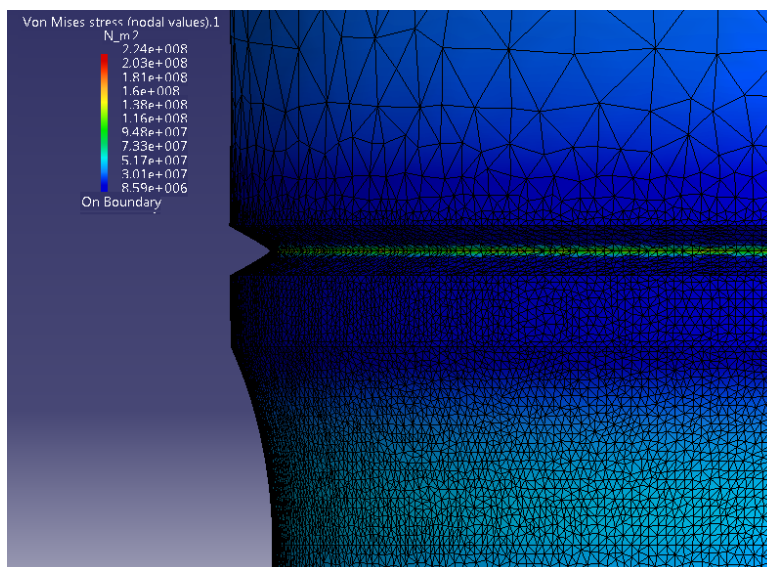 Von Mises stress (nodal values).1
N_m2
2.24e+008
2.03e+008
1.81e+008
1.6e+008
1.38e+008
1.16e+008
9.48e+007
7.33e+007
5.17e+007
3.01e+007
8.59e+006
On Boundary